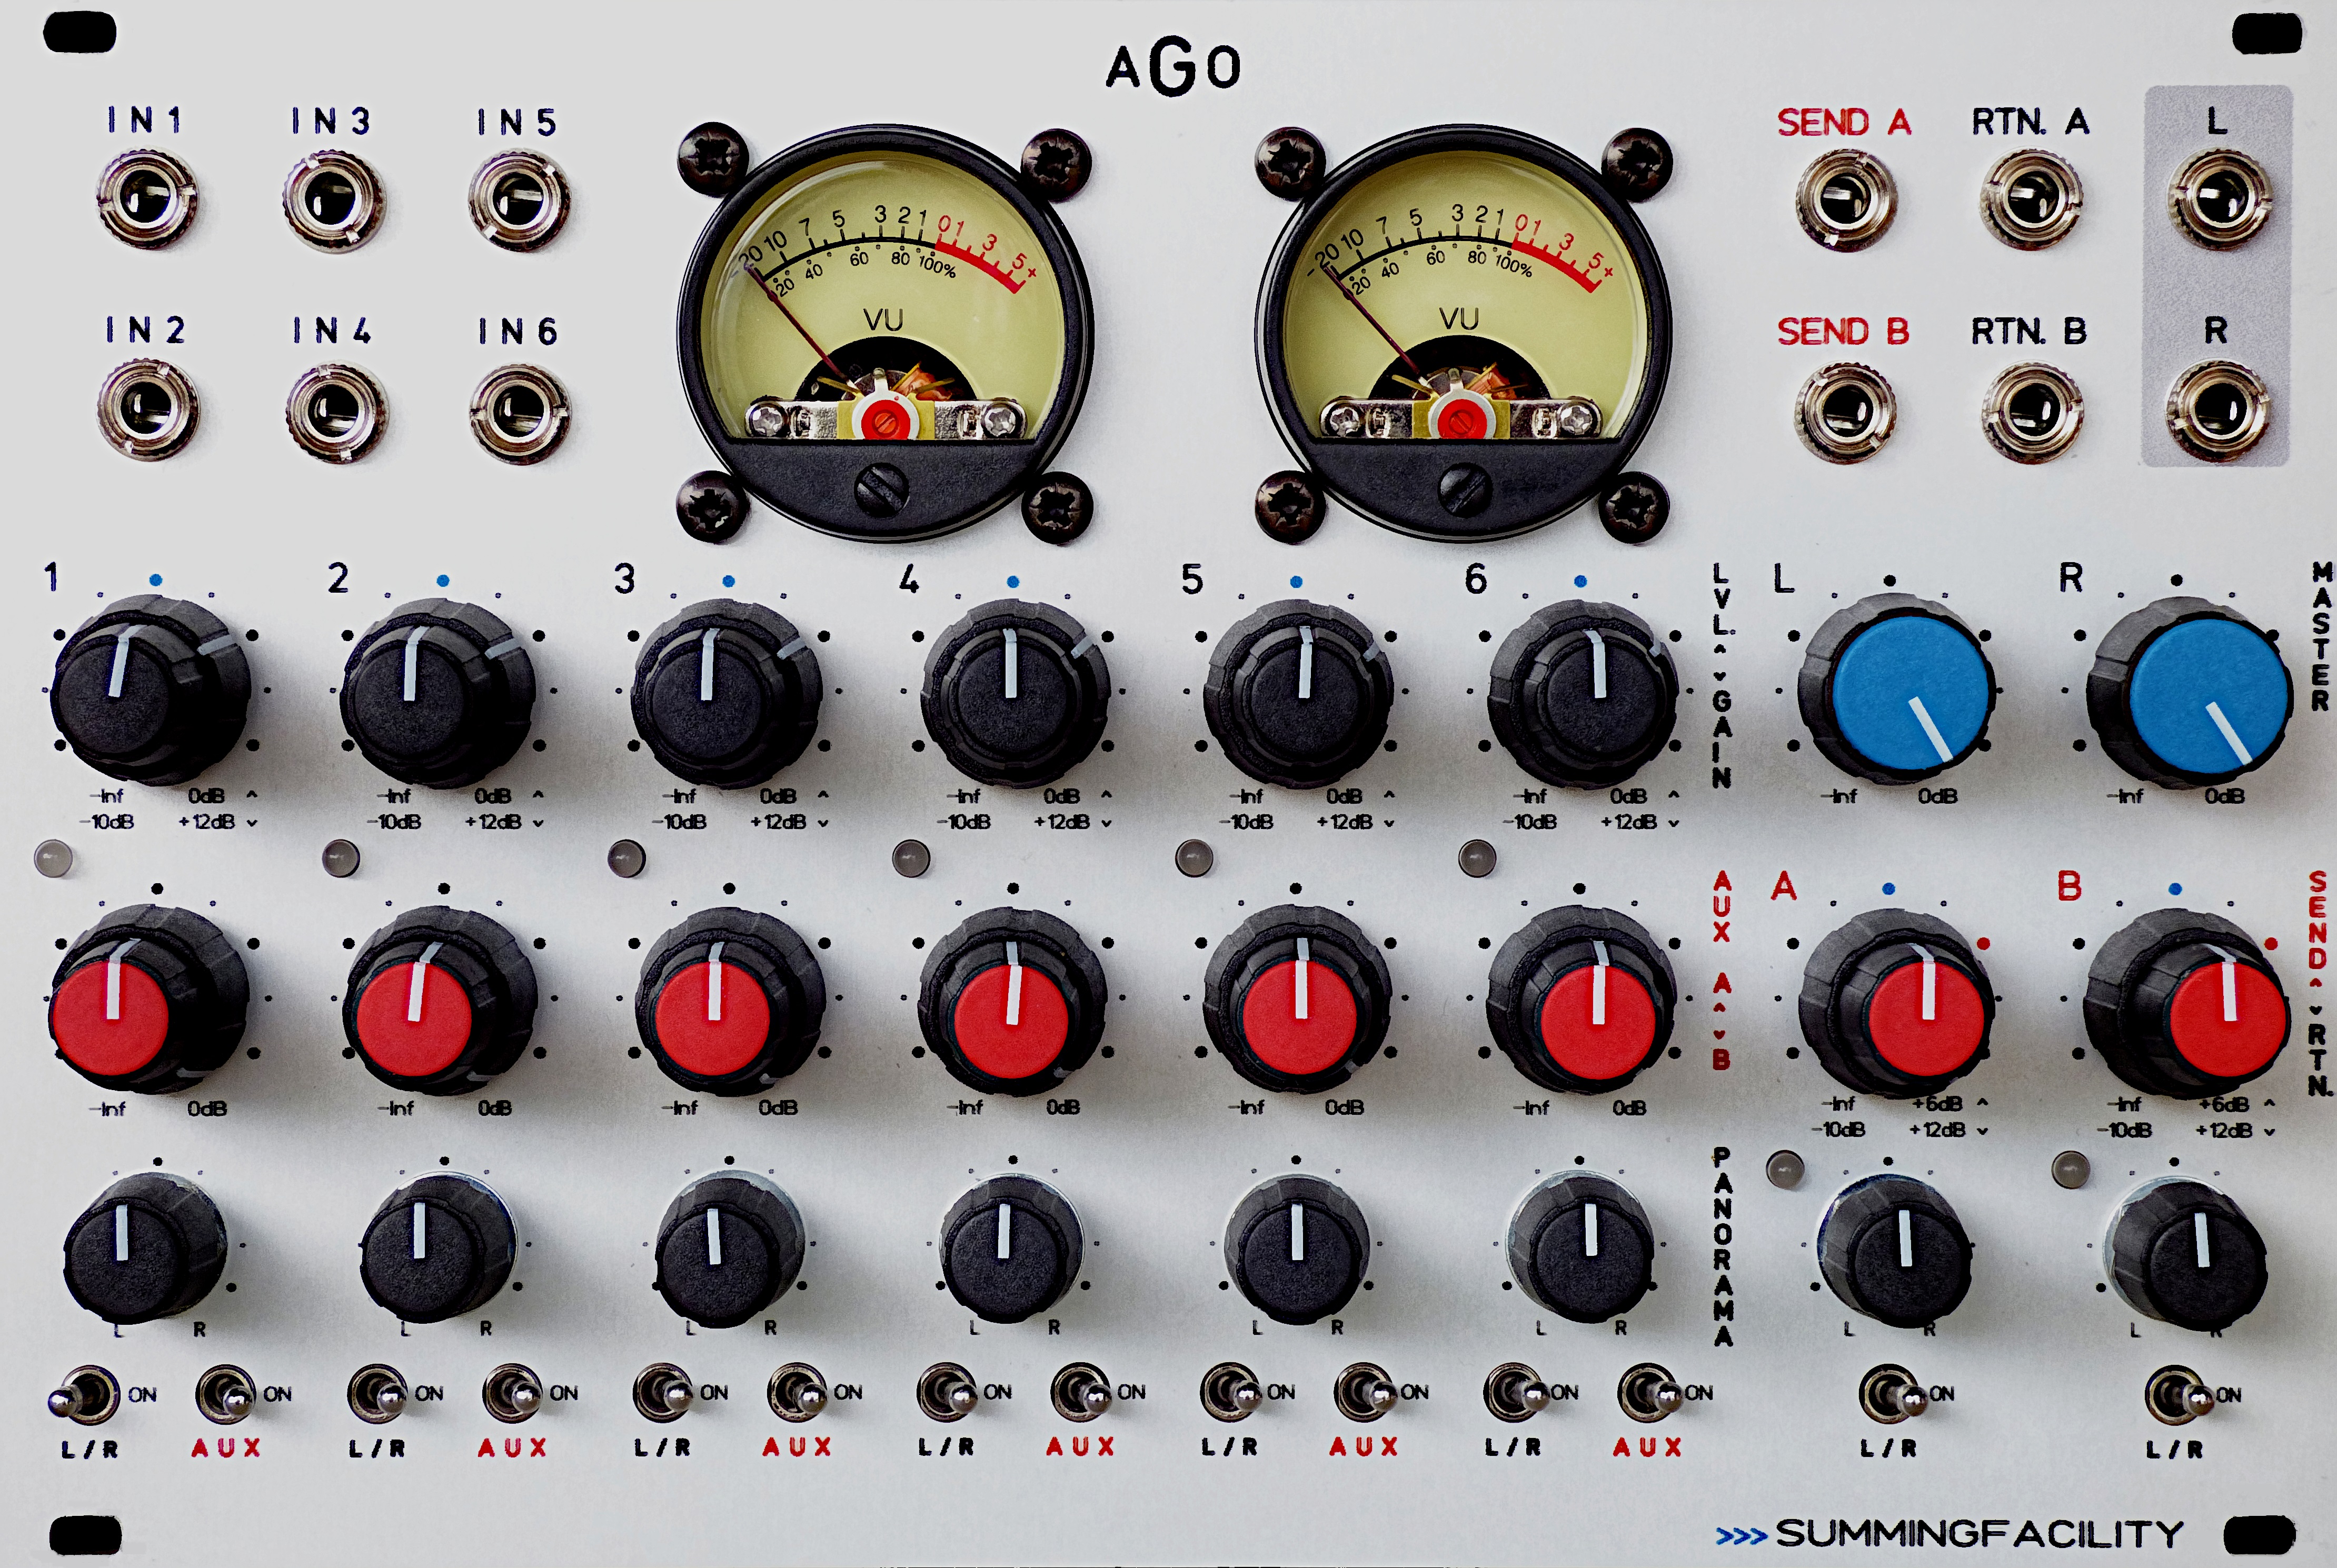 AGO
IN 1 IN 3 IN 5 SEND A RTN. A L
-20 10 7 5 3 2 1 0 1 3 5 + -20 10 7 5 3 2 1 0 1 3 5 +
20 40 60 80 100% 20 40 60 80 100%
VU VU
IN 2 IN 4 IN 6 SEND B RTN. B R
1 2 3 4 5 6 LVL.^ ˅GAIN L R MASTER
-Inf 0dB ^ -Inf 0dB ^ -Inf 0dB ^ -Inf 0dB ^ -Inf 0dB ^ -Inf 0dB ^ -Inf 0dB -Inf 0dB
-10dB +12dB ˅ -10dB +12dB ˅ -10dB +12dB ˅ -10dB +12dB ˅ -10dB +12dB ˅ -10dB +12dB ˅
AUX A^ ˅B A B SEND^ ˅RTN.
-Inf 0dB -Inf 0dB -Inf 0dB -Inf 0dB -Inf 0dB -Inf 0dB -Inf +6dB ^ -Inf +6dB ^
-10dB +12dB ˅ -10dB +12dB ˅
PANORAMA
L R L R L R L R L R L R L R L R
ON ON ON ON ON ON ON ON ON ON ON ON ON ON
L/R AUX L/R AUX L/R AUX L/R AUX L/R AUX L/R AUX L/R L/R
>>>SUMMINGFACILITY